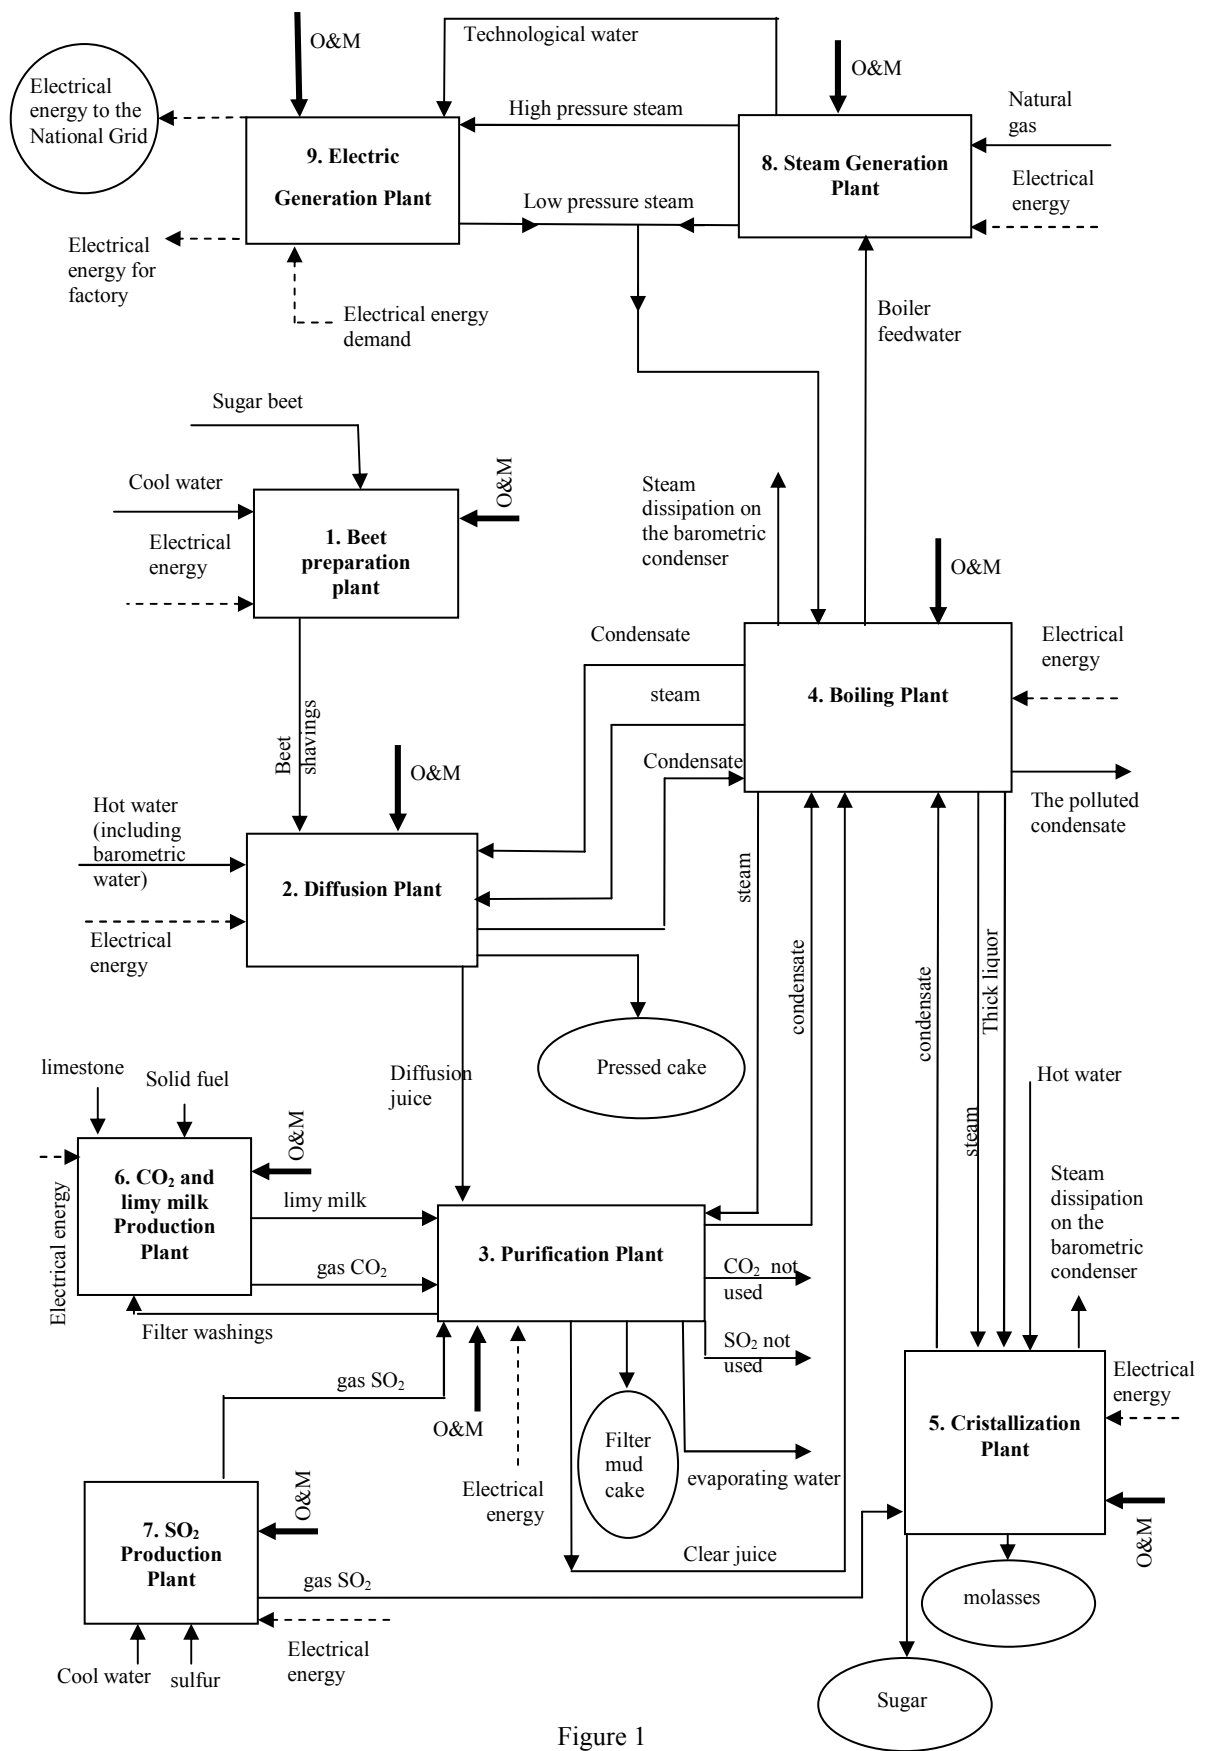 O&M
Technological water
O&M
Electrical
energy to the
National Grid
High pressure steam
Natural
gas
9. Electric
Generation Plant
8. Steam Generation
Plant
Electrical
energy
Low pressure steam
Electrical
energy for
factory
Electrical energy
demand
Boiler
feedwater
Sugar beet
Cool water
O&M
Steam
dissipation on
the barometric
condenser
1. Beet
preparation
plant
Electrical
energy
O&M
Condensate
Electrical
energy
steam
4. Boiling Plant
Beet
shavings
O&M
Condensate
Hot water
(including
barometric
water)
The polluted
condensate
2. Diffusion Plant
steam
Electrical
energy
condensate
condensate
Thick liquor
steam
Pressed cake
Hot water
limestone
Solid fuel
Diffusion
juice
O&M
6. CO₂ and
limy milk
Production
Plant
Electrical energy
limy milk
gas CO₂
Filter washings
3. Purification Plant
CO₂ not
used
SO₂ not
used
Steam
dissipation
on the
barometric
condenser
gas SO₂
O&M
Electrical
energy
Filter
mud
cake
evaporating water
5. Cristallization
Plant
Electrical
energy
O&M
7. SO₂
Production
Plant
O&M
gas SO₂
Clear juice
molasses
Electrical
energy
Cool water
sulfur
Sugar
Figure 1